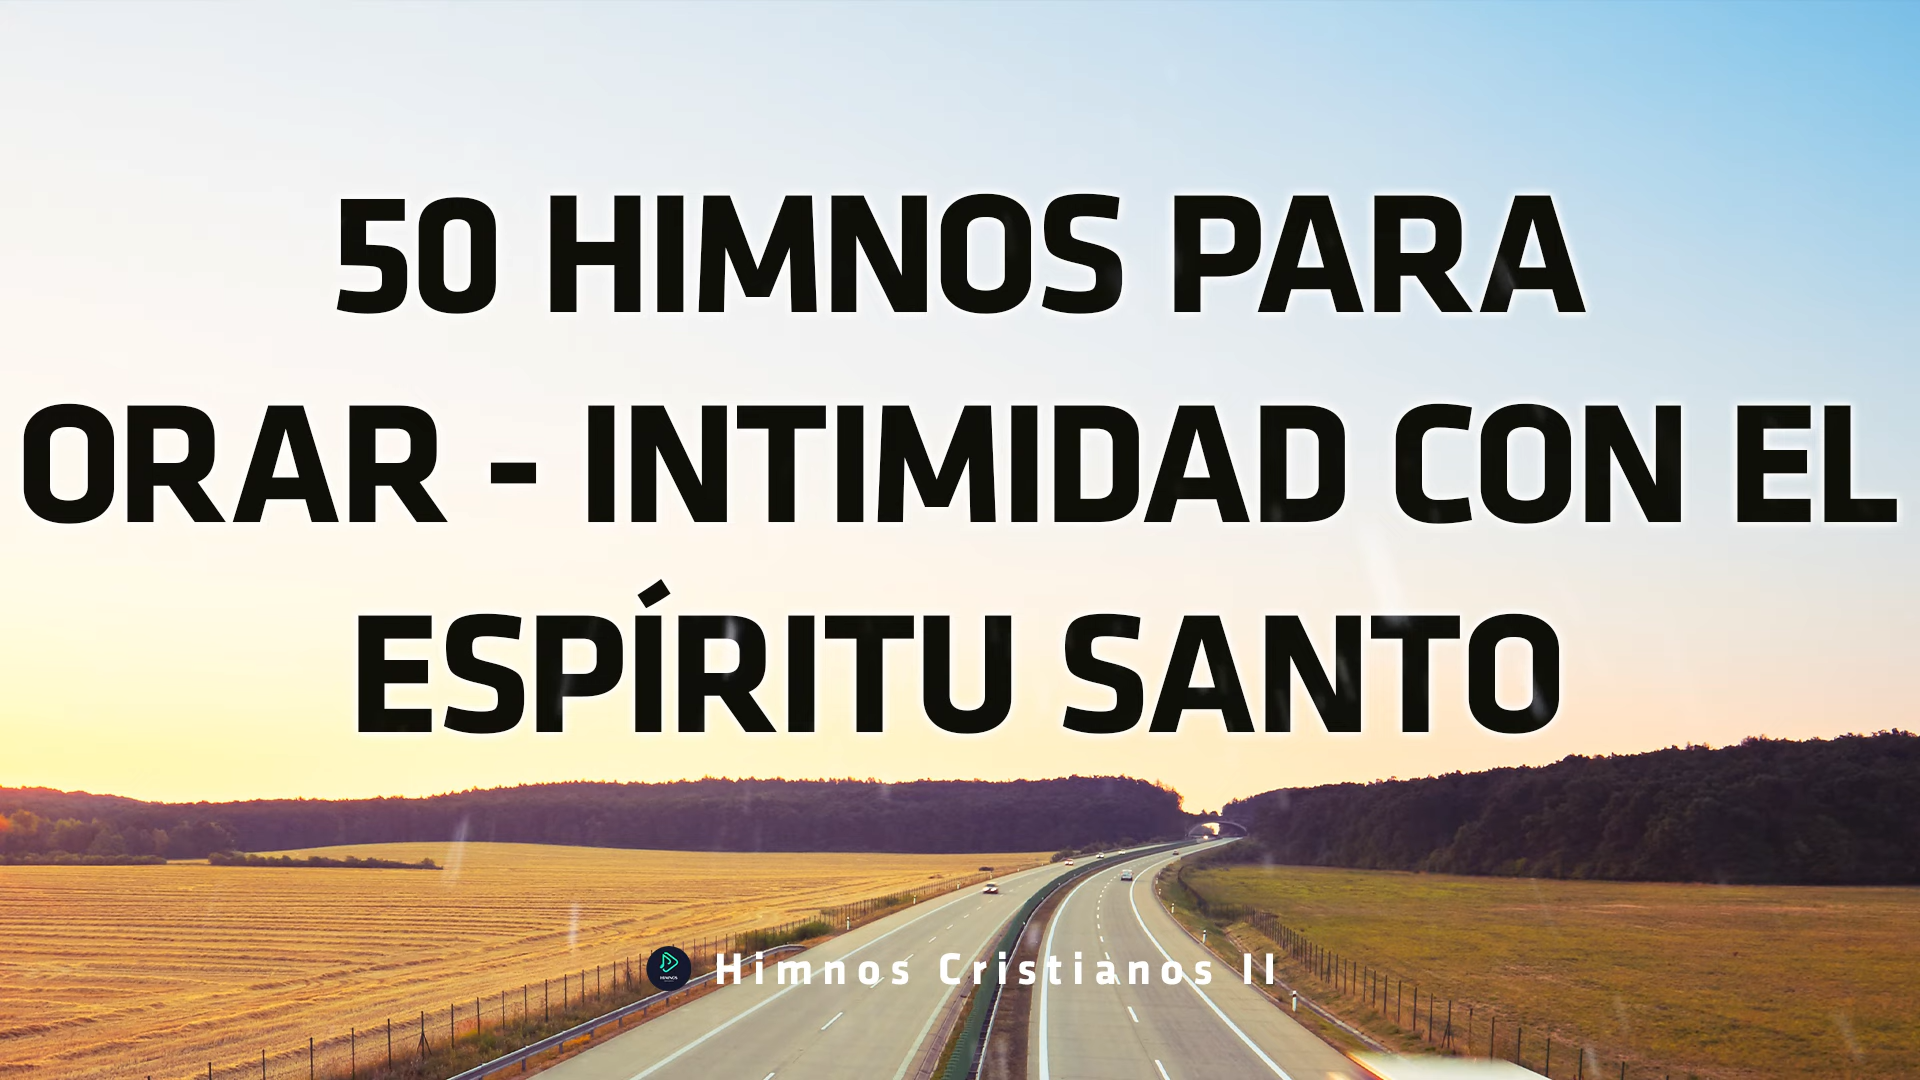 50 HIMNOS PARA
ORAR - INTIMIDAD CON EL
ESPÍRITU SANTO
Himnos Cristianos II